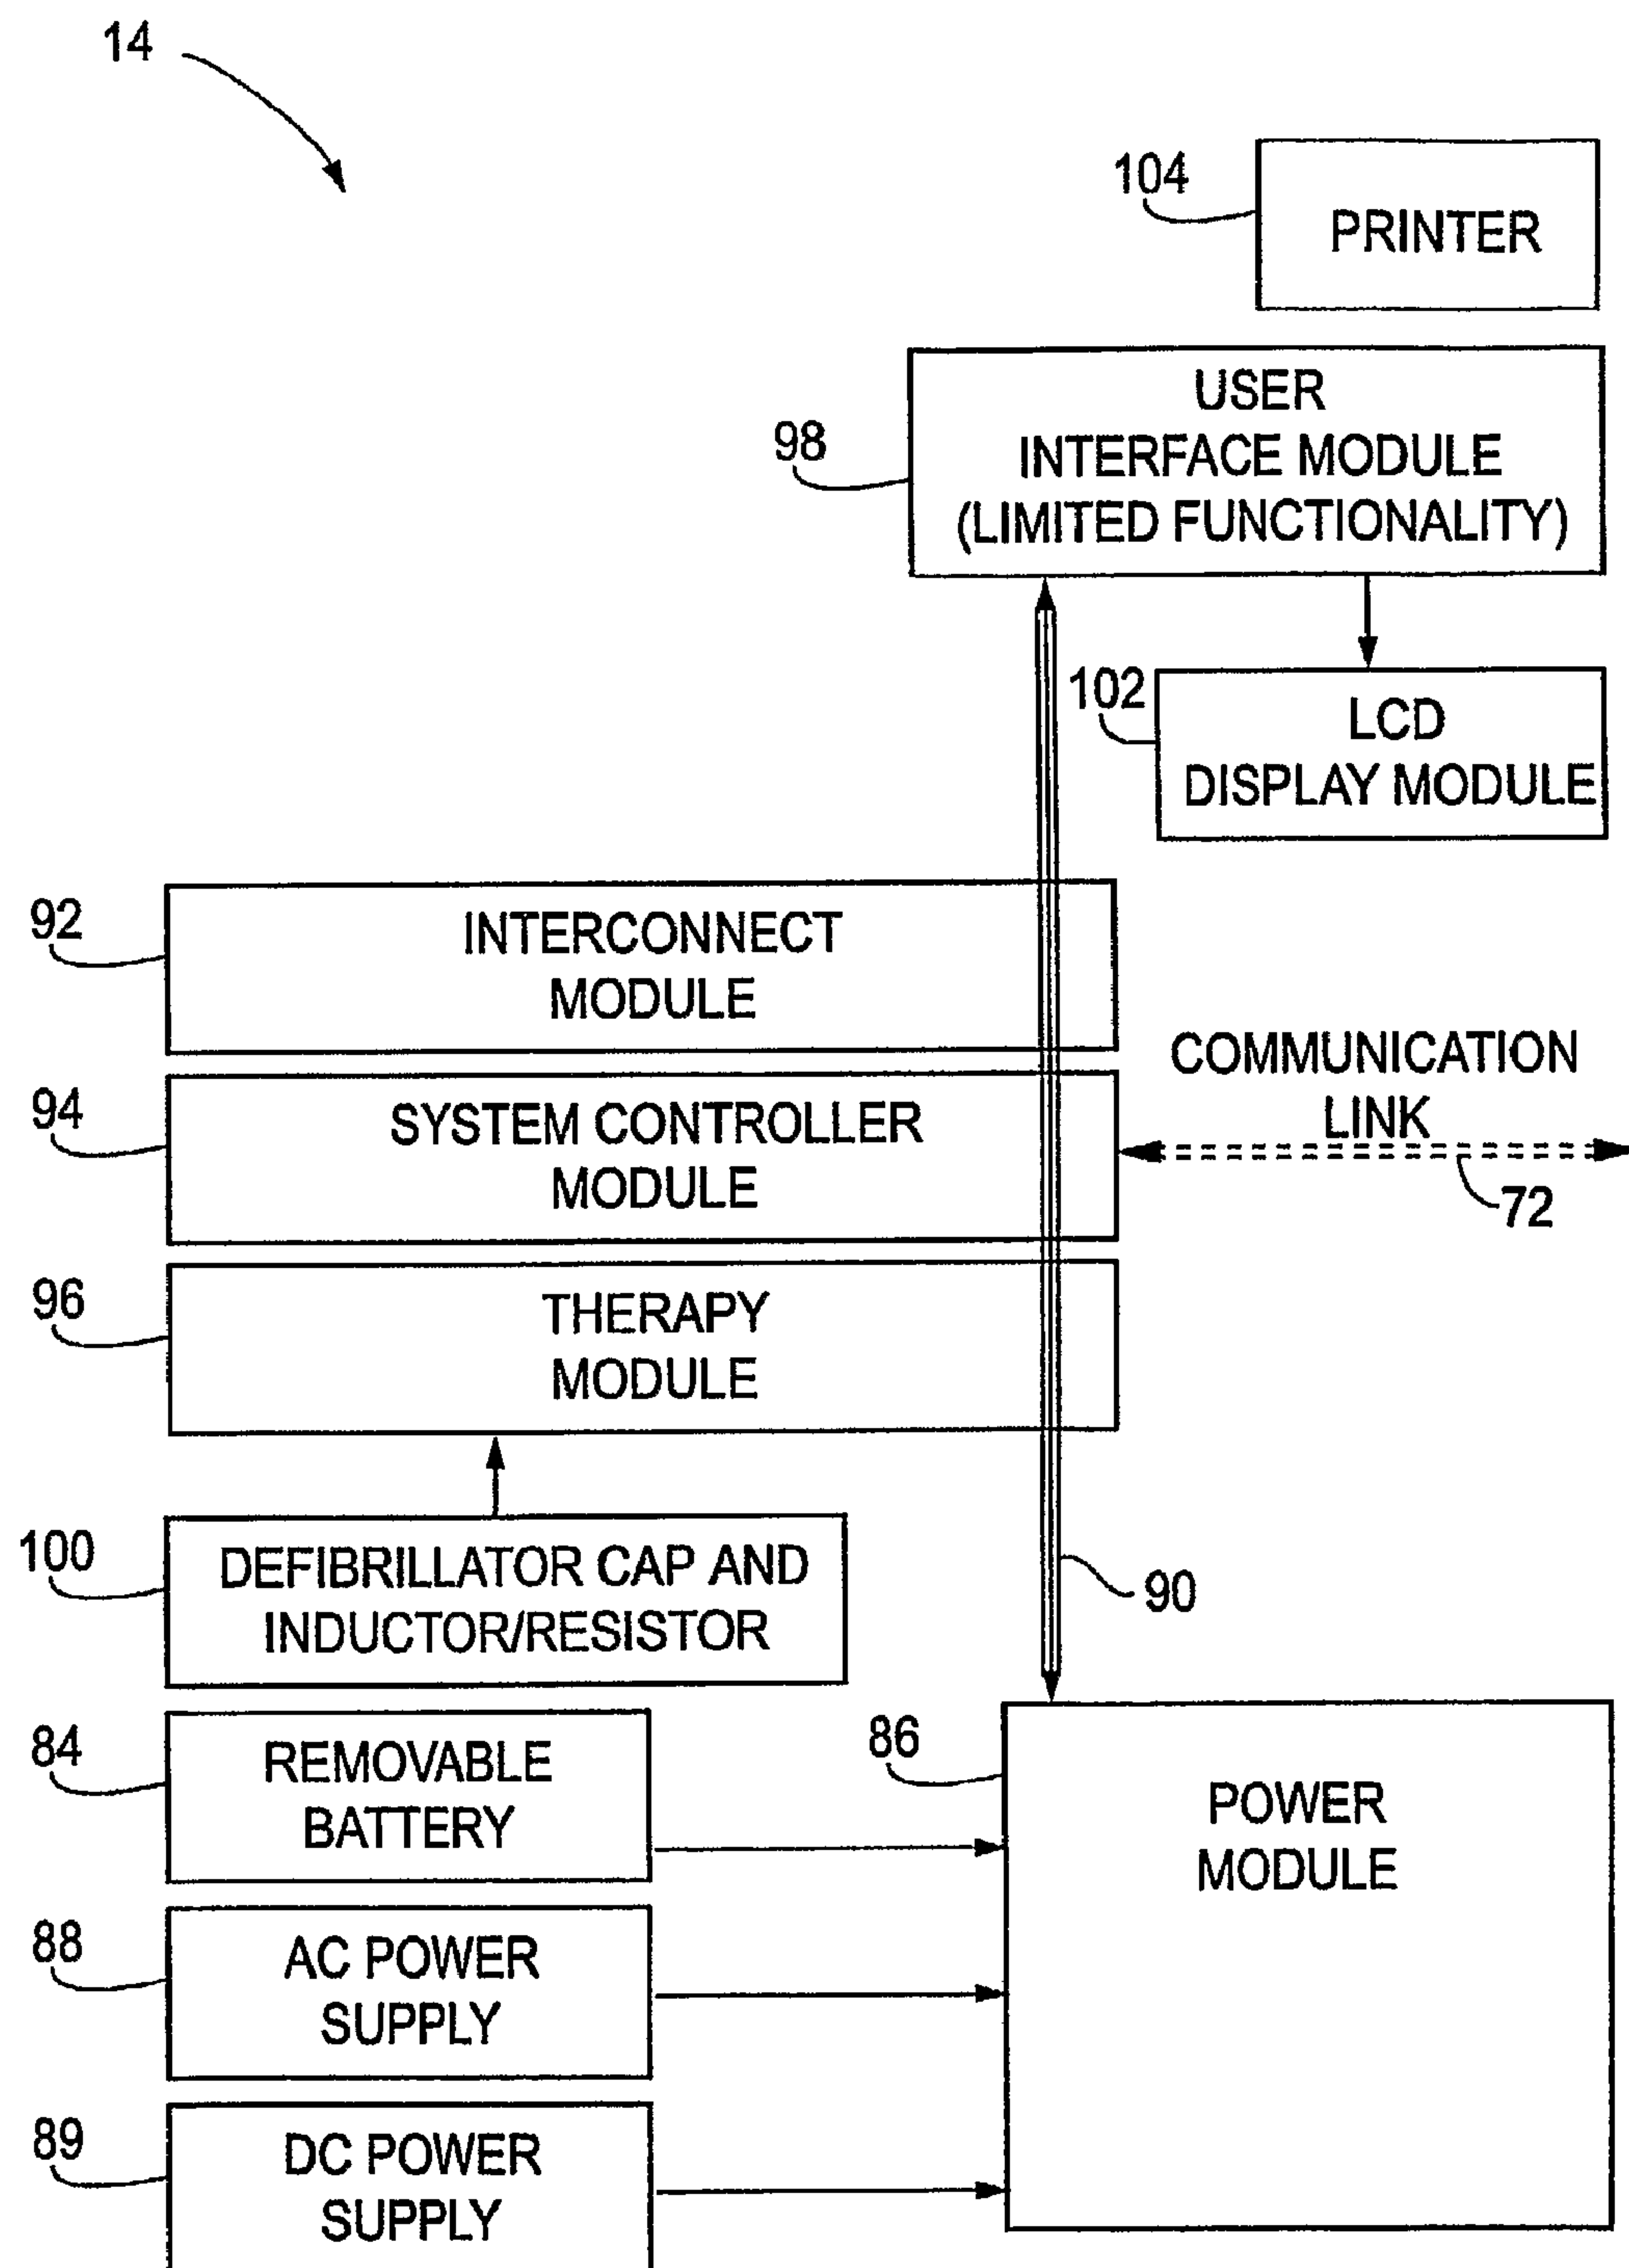 14
104
PRINTER
98
USER
INTERFACE MODULE
(LIMITED FUNCTIONALITY)
102
LCD
DISPLAY MODULE
92
INTERCONNECT
MODULE
94
SYSTEM CONTROLLER
MODULE
COMMUNICATION
LINK
72
96
THERAPY
MODULE
100
DEFIBRILLATOR CAP AND
INDUCTOR/RESISTOR
90
84
REMOVABLE
BATTERY
86
POWER
MODULE
88
AC POWER
SUPPLY
89
DC POWER
SUPPLY